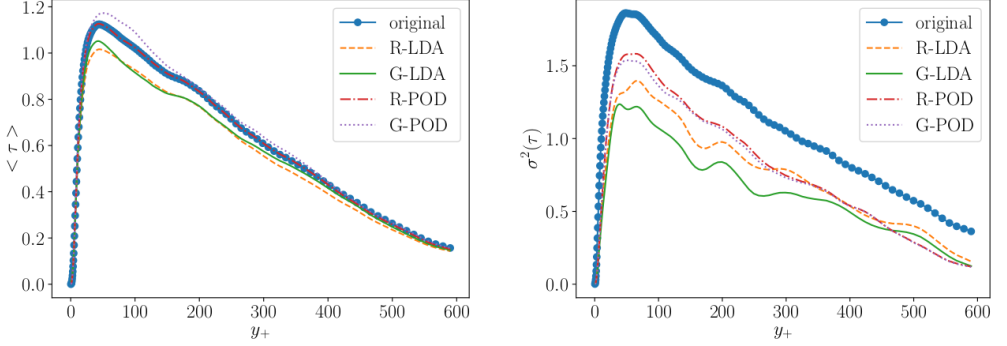 1.2
1.0
0.8
0.6
0.4
0.2
0.0
< τ >
0 100 200 300 400 500 600
y+
original
R-LDA
G-LDA
R-POD
G-POD
1.5
1.0
0.5
0.0
σ²(τ)
0 100 200 300 400 500 600
y+
original
R-LDA
G-LDA
R-POD
G-POD